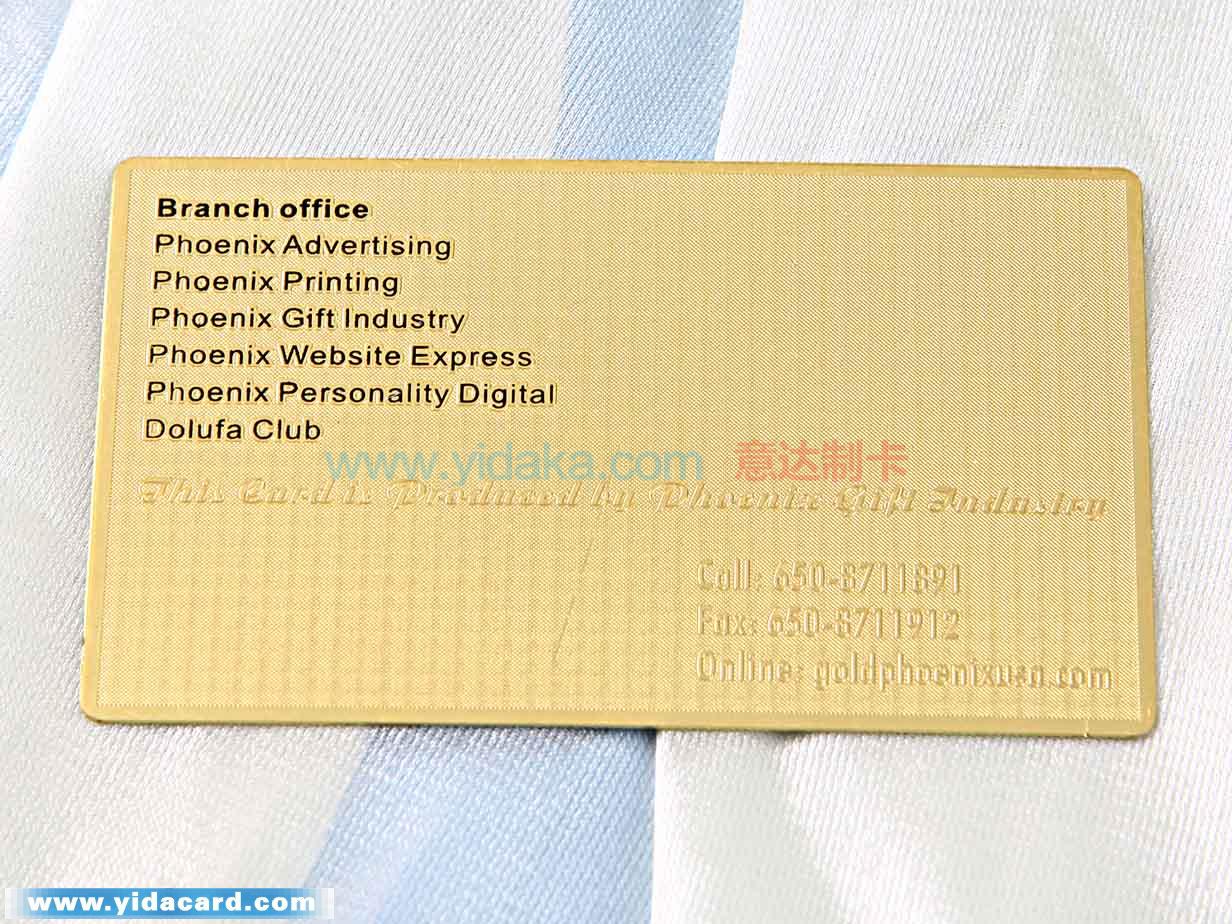 Branch office
Phoenix Advertising
Phoenix Printing
Phoenix Gift Industry
Phoenix Website Express
Phoenix Personality Digital
Dolufa Club
www.yidaka.com 意达制卡
This Card is Produced by Phoenix Gift Industry
Call: 650-8711891
Fax: 650-8711912
Online: goldphoenixusa.com
www.yidacard.com